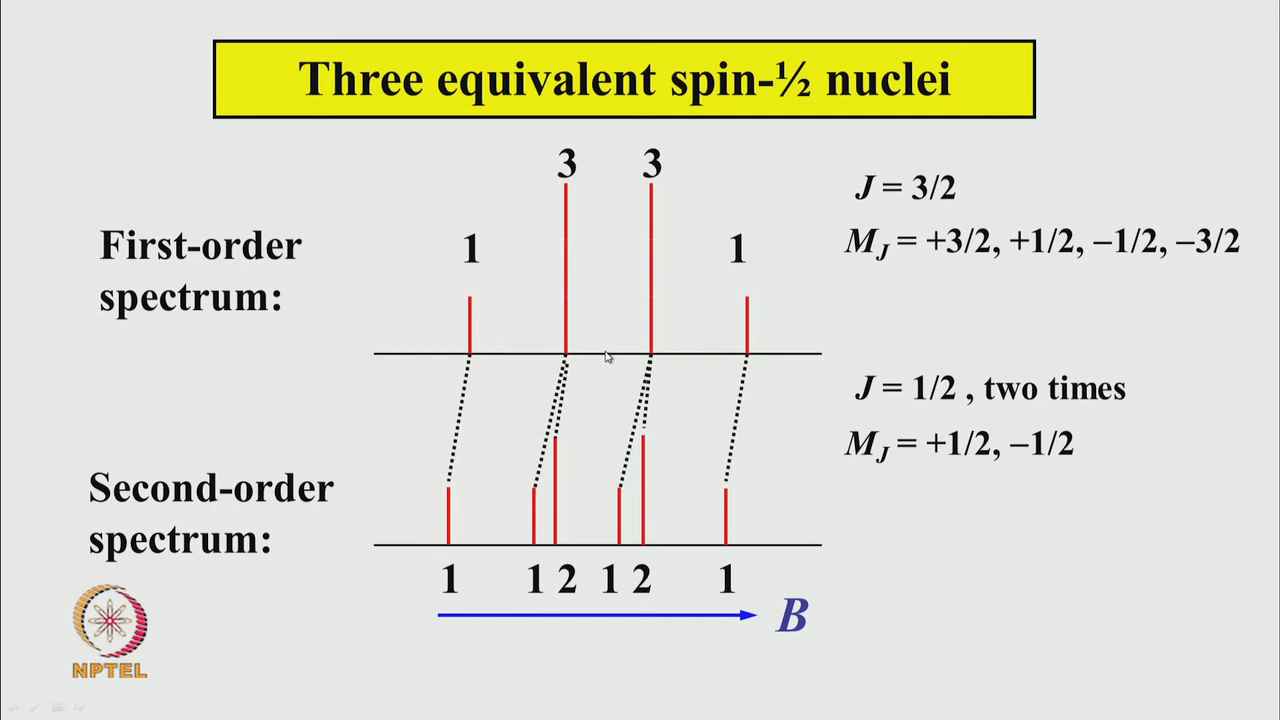 Three equivalent spin-½ nuclei
3 3
1 1
First-order
spectrum:
J = 3/2
M_J = +3/2, +1/2, –1/2, –3/2
J = 1/2 , two times
M_J = +1/2, –1/2
Second-order
spectrum:
1 1 2 1 2 1
B
NPTEL